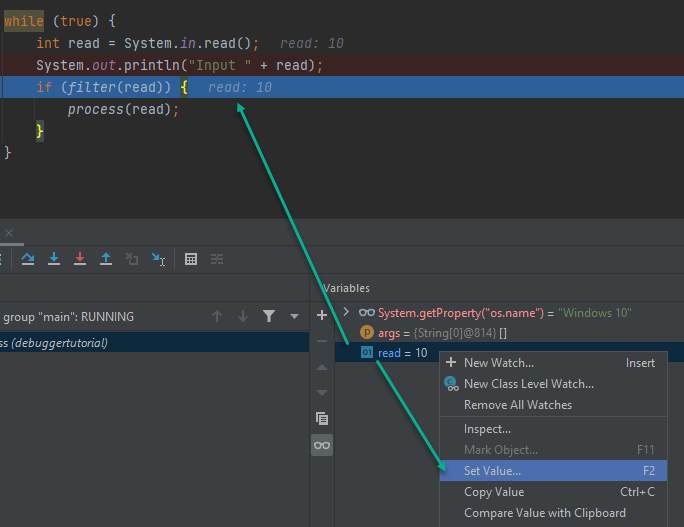 while (true) {
int read = System.in.read();   read: 10
System.out.println("Input " + read);
if (filter(read)) {   read: 10
process(read);
}
}
Variables
group "main": RUNNING
ss (debuggertutorial)
System.getProperty("os.name") = "Windows 10"
args = {String[0]@814} []
read = 10
New Watch... Insert
New Class Level Watch...
Remove All Watches
Inspect...
Mark Object... F11
Set Value... F2
Copy Value Ctrl+C
Compare Value with Clipboard